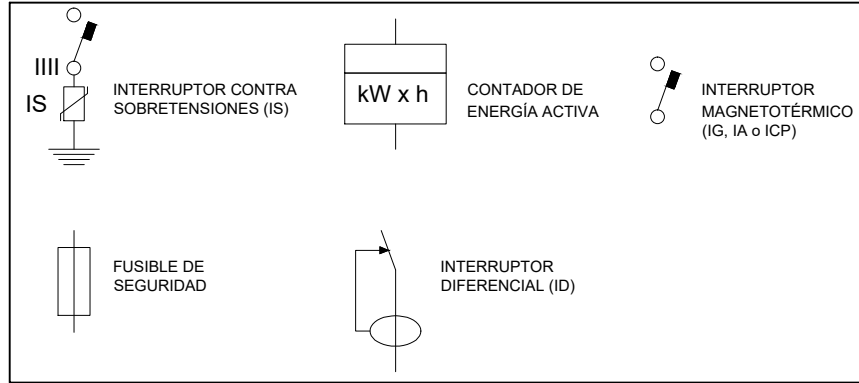 IIII
IS
INTERRUPTOR CONTRA
SOBRETENSIONES (IS)
kW x h
CONTADOR DE
ENERGÍA ACTIVA
INTERRUPTOR
MAGNETOTÉRMICO
(IG, IA o ICP)
FUSIBLE DE
SEGURIDAD
INTERRUPTOR
DIFERENCIAL (ID)